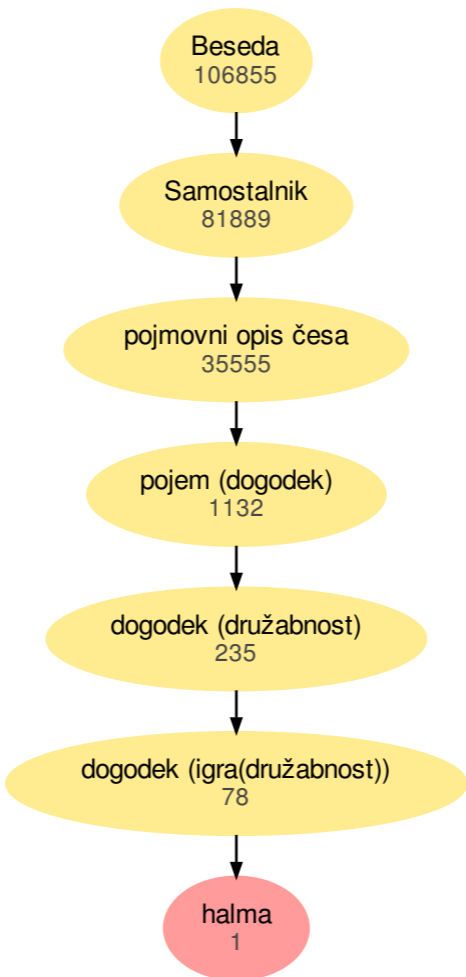 Beseda
106855
Samostalnik
81889
pojmovni opis česa
35555
pojem (dogodek)
1132
dogodek (družabnost)
235
dogodek (igra(družabnost))
78
halma
1